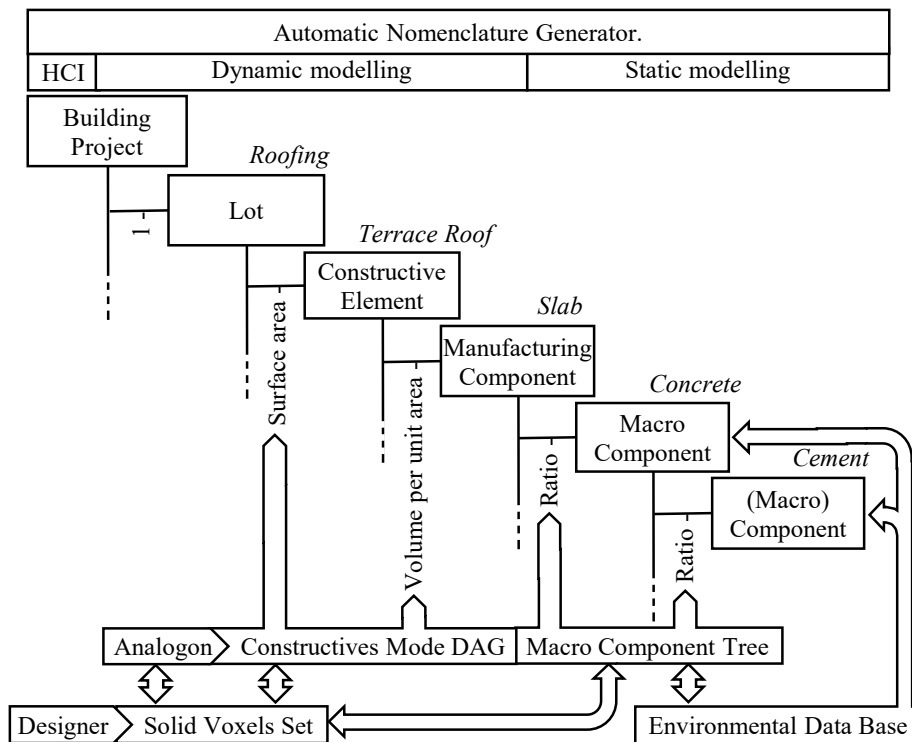 Automatic Nomenclature Generator.
HCI
Dynamic modelling
Static modelling
Building
Project
Roofing
Lot
1
Terrace Roof
Constructive
Element
Surface area
Slab
Manufacturing
Component
Volume per unit area
Concrete
Macro
Component
Ratio
Cement
(Macro)
Component
Ratio
Analogon
Constructives Mode DAG
Macro Component Tree
Designer
Solid Voxels Set
Environmental Data Base